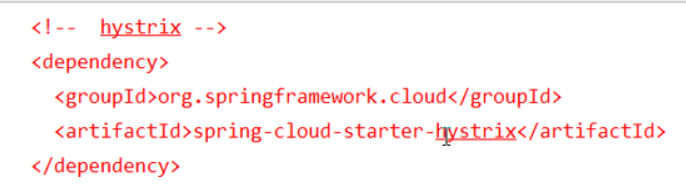 <!--  hystrix -->
<dependency>
  <groupId>org.springframework.cloud</groupId>
  <artifactId>spring-cloud-starter-hystrix</artifactId>
</dependency>